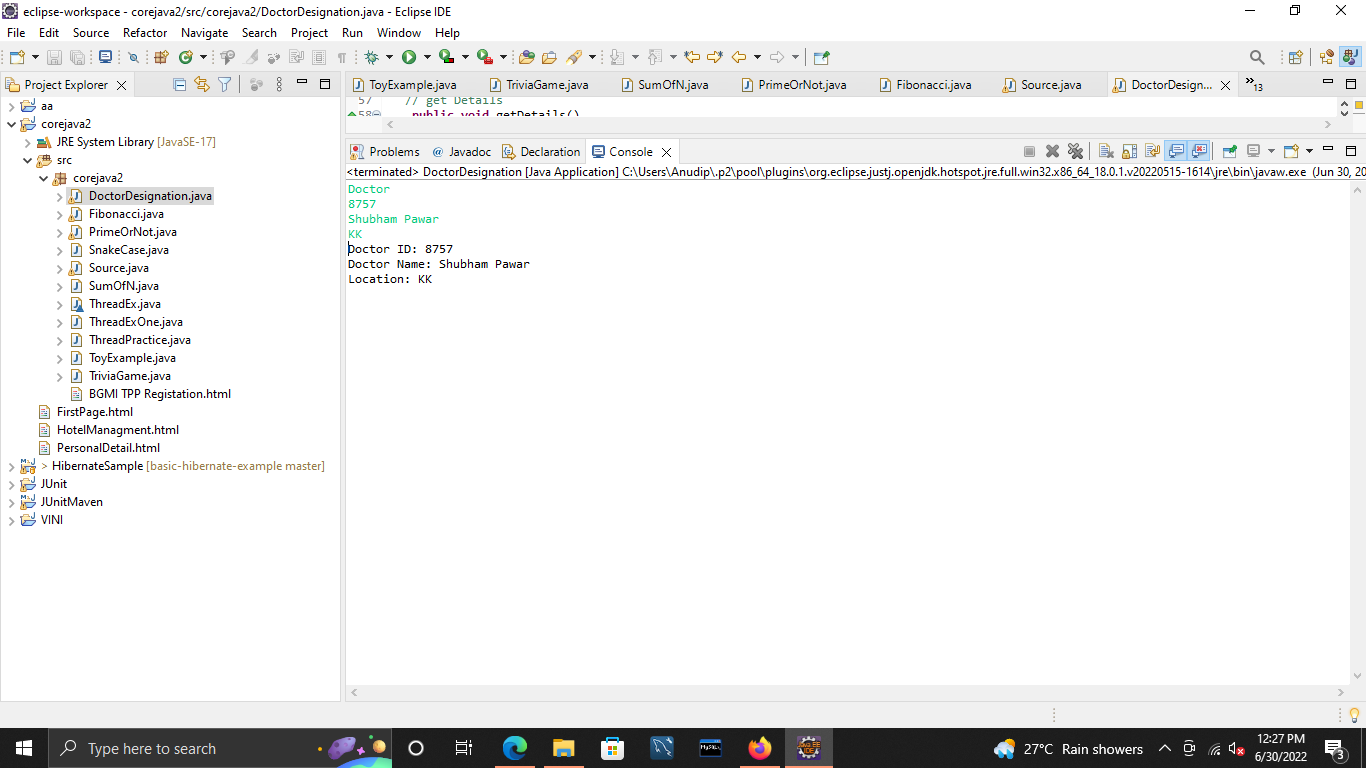 eclipse-workspace - corejava2/src/corejava2/DoctorDesignation.java - Eclipse IDE
File Edit Source Refactor Navigate Search Project Run Window Help
Project Explorer
aa
corejava2
JRE System Library [JavaSE-17]
src
corejava2
DoctorDesignation.java
Fibonacci.java
PrimeOrNot.java
SnakeCase.java
Source.java
SumOfN.java
ThreadEx.java
ThreadExOne.java
ThreadPractice.java
ToyExample.java
TriviaGame.java
BGMI TPP Registation.html
FirstPage.html
HotelManagment.html
PersonalDetail.html
> HibernateSample [basic-hibernate-example master]
JUnit
JUnitMaven
VINI
ToyExample.java TriviaGame.java SumOfN.java PrimeOrNot.java Fibonacci.java Source.java DoctorDesign... »13
57 // get Details
58 public void getDetails()
Problems @ Javadoc Declaration Console
<terminated> DoctorDesignation [Java Application] C:\Users\Anudip\.p2\pool\plugins\org.eclipse.justj.openjdk.hotspot.jre.full.win32.x86_64_18.0.1.v20220515-1614\jre\bin\javaw.exe (Jun 30, 20
Doctor
8757
Shubham Pawar
KK
Doctor ID: 8757
Doctor Name: Shubham Pawar
Location: KK
Type here to search
MySQL
JAVA EE
IDE
27°C Rain showers
12:27 PM
6/30/2022
3